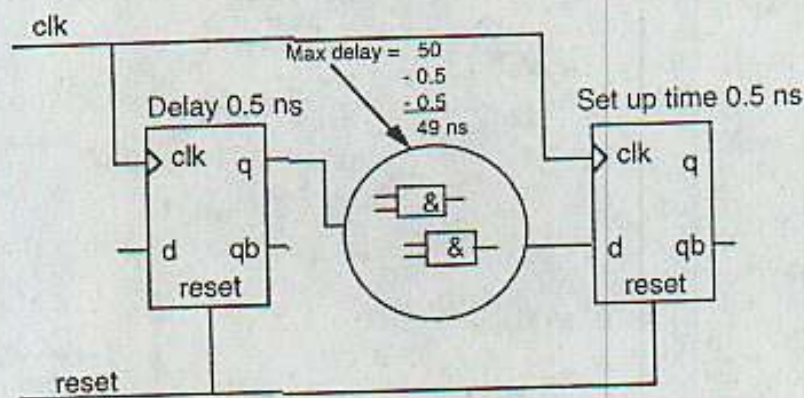 clk
Max delay = 50
- 0.5
- 0.5
49 ns
Delay 0.5 ns
Set up time 0.5 ns
clk q
d qb
reset
&
&
clk q
d qb
reset
reset